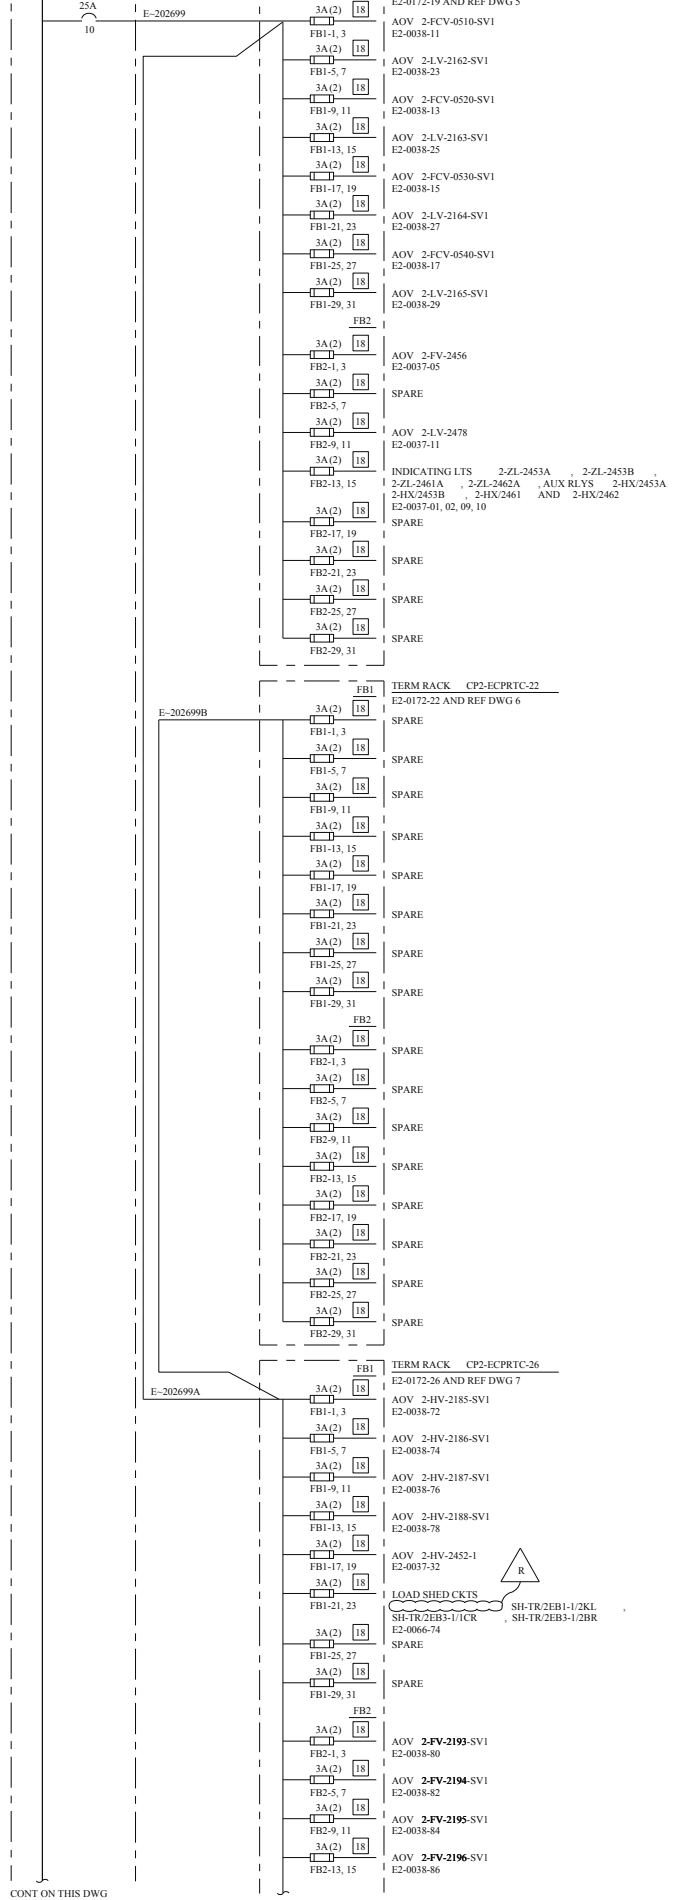 E2-0172-19 AND REF DWG 5
25A
10
E~202699
3A(2) 18
FB1-1, 3
AOV 2-FCV-0510-SV1
E2-0038-11
3A(2) 18
FB1-5, 7
AOV 2-LV-2162-SV1
E2-0038-23
3A(2) 18
FB1-9, 11
AOV 2-FCV-0520-SV1
E2-0038-13
3A(2) 18
FB1-13, 15
AOV 2-LV-2163-SV1
E2-0038-25
3A(2) 18
FB1-17, 19
AOV 2-FCV-0530-SV1
E2-0038-15
3A(2) 18
FB1-21, 23
AOV 2-LV-2164-SV1
E2-0038-27
3A(2) 18
FB1-25, 27
AOV 2-FCV-0540-SV1
E2-0038-17
3A(2) 18
FB1-29, 31
AOV 2-LV-2165-SV1
E2-0038-29
FB2
3A(2) 18
FB2-1, 3
AOV 2-FV-2456
E2-0037-05
3A(2) 18
FB2-5, 7
SPARE
3A(2) 18
FB2-9, 11
AOV 2-LV-2478
E2-0037-11
3A(2) 18
FB2-13, 15
INDICATING LTS 2-ZL-2453A , 2-ZL-2453B ,
2-ZL-2461A , 2-ZL-2462A , AUX RLYS 2-HX/2453A
2-HX/2453B , 2-HX/2461 AND 2-HX/2462
E2-0037-01, 02, 09, 10
3A(2) 18
FB2-17, 19
SPARE
3A(2) 18
FB2-21, 23
SPARE
3A(2) 18
FB2-25, 27
SPARE
3A(2) 18
FB2-29, 31
SPARE
TERM RACK CP2-ECPRTC-22
E2-0172-22 AND REF DWG 6
FB1
E~202699B
3A(2) 18
FB1-1, 3
SPARE
3A(2) 18
FB1-5, 7
SPARE
3A(2) 18
FB1-9, 11
SPARE
3A(2) 18
FB1-13, 15
SPARE
3A(2) 18
FB1-17, 19
SPARE
3A(2) 18
FB1-21, 23
SPARE
3A(2) 18
FB1-25, 27
SPARE
3A(2) 18
FB1-29, 31
SPARE
FB2
3A(2) 18
FB2-1, 3
SPARE
3A(2) 18
FB2-5, 7
SPARE
3A(2) 18
FB2-9, 11
SPARE
3A(2) 18
FB2-13, 15
SPARE
3A(2) 18
FB2-17, 19
SPARE
3A(2) 18
FB2-21, 23
SPARE
3A(2) 18
FB2-25, 27
SPARE
3A(2) 18
FB2-29, 31
SPARE
TERM RACK CP2-ECPRTC-26
E2-0172-26 AND REF DWG 7
FB1
E~202699A
3A(2) 18
FB1-1, 3
AOV 2-HV-2185-SV1
E2-0038-72
3A(2) 18
FB1-5, 7
AOV 2-HV-2186-SV1
E2-0038-74
3A(2) 18
FB1-9, 11
AOV 2-HV-2187-SV1
E2-0038-76
3A(2) 18
FB1-13, 15
AOV 2-HV-2188-SV1
E2-0038-78
3A(2) 18
FB1-17, 19
AOV 2-HV-2452-1
E2-0037-32
R
3A(2) 18
FB1-21, 23
LOAD SHED CKTS
SH-TR/2EB1-1/2KL ,
SH-TR/2EB3-1/1CR , SH-TR/2EB3-1/2BR
E2-0066-74
3A(2) 18
FB1-25, 27
SPARE
3A(2) 18
FB1-29, 31
SPARE
FB2
3A(2) 18
FB2-1, 3
AOV 2-FV-2193-SV1
E2-0038-80
3A(2) 18
FB2-5, 7
AOV 2-FV-2194-SV1
E2-0038-82
3A(2) 18
FB2-9, 11
AOV 2-FV-2195-SV1
E2-0038-84
3A(2) 18
FB2-13, 15
AOV 2-FV-2196-SV1
E2-0038-86
CONT ON THIS DWG